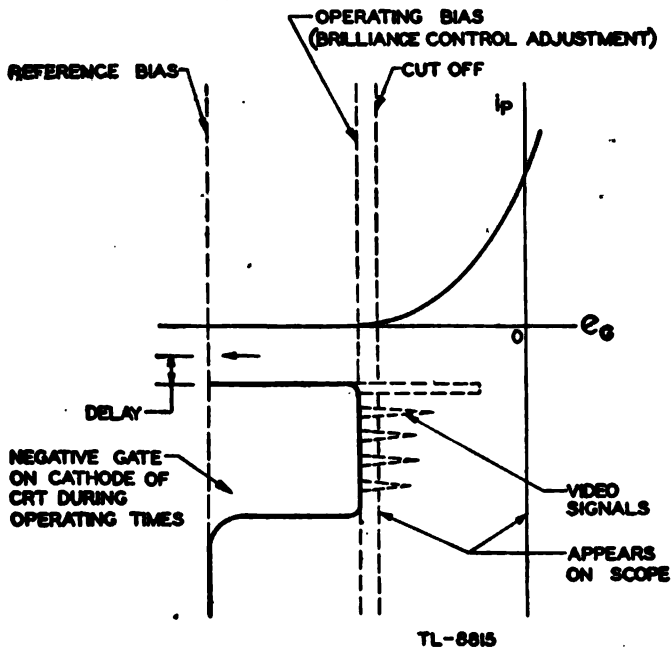 OPERATING BIAS
(BRILLIANCE CONTROL ADJUSTMENT)
REFERENCE BIAS
CUT OFF
ip
0
eG
DELAY
NEGATIVE GATE
ON CATHODE OF
CRT DURING
OPERATING TIMES
VIDEO
SIGNALS
APPEARS
ON SCOPE
TL-8815